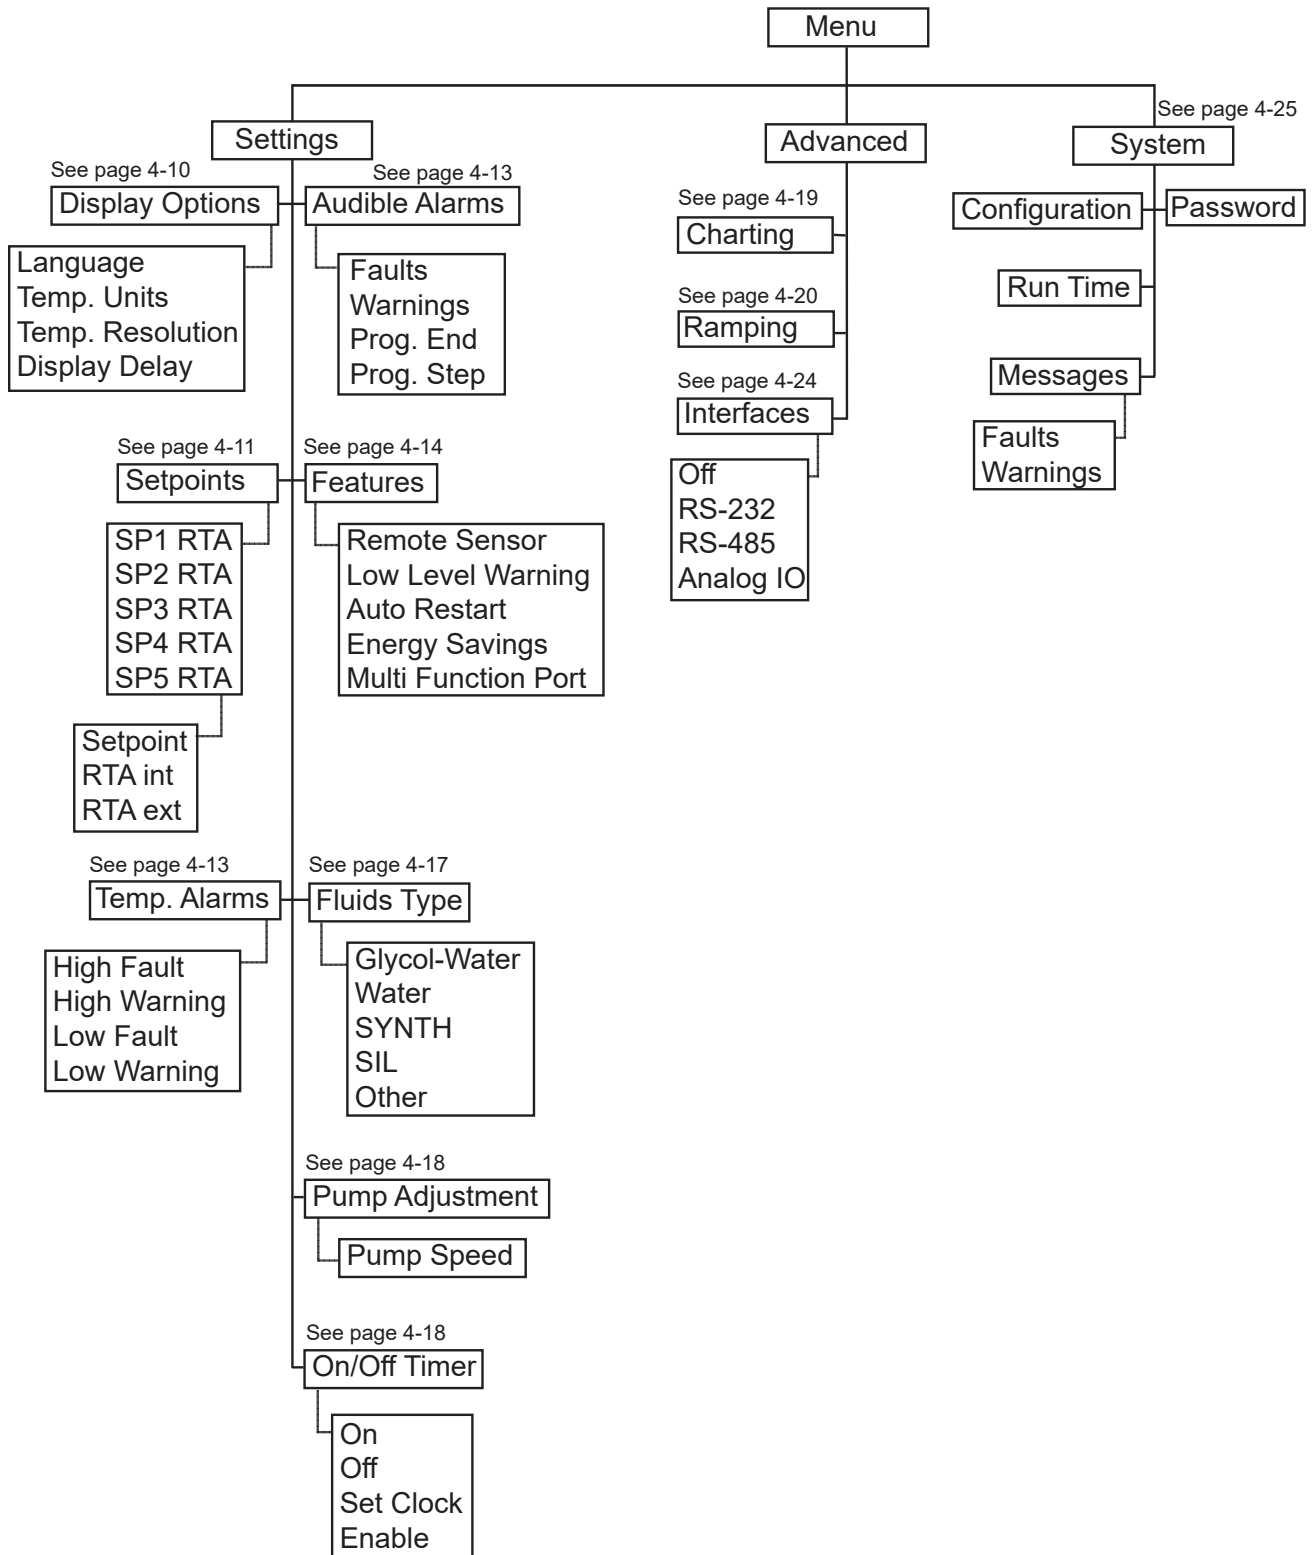 Menu
Settings
See page 4-10
Display Options
Language
Temp. Units
Temp. Resolution
Display Delay
See page 4-13
Audible Alarms
Faults
Warnings
Prog. End
Prog. Step
See page 4-11
Setpoints
SP1 RTA
SP2 RTA
SP3 RTA
SP4 RTA
SP5 RTA
Setpoint
RTA int
RTA ext
See page 4-14
Features
Remote Sensor
Low Level Warning
Auto Restart
Energy Savings
Multi Function Port
See page 4-13
Temp. Alarms
High Fault
High Warning
Low Fault
Low Warning
See page 4-17
Fluids Type
Glycol-Water
Water
SYNTH
SIL
Other
See page 4-18
Pump Adjustment
Pump Speed
See page 4-18
On/Off Timer
On
Off
Set Clock
Enable
Advanced
See page 4-19
Charting
See page 4-20
Ramping
See page 4-24
Interfaces
Off
RS-232
RS-485
Analog IO
See page 4-25
System
Configuration
Password
Run Time
Messages
Faults
Warnings